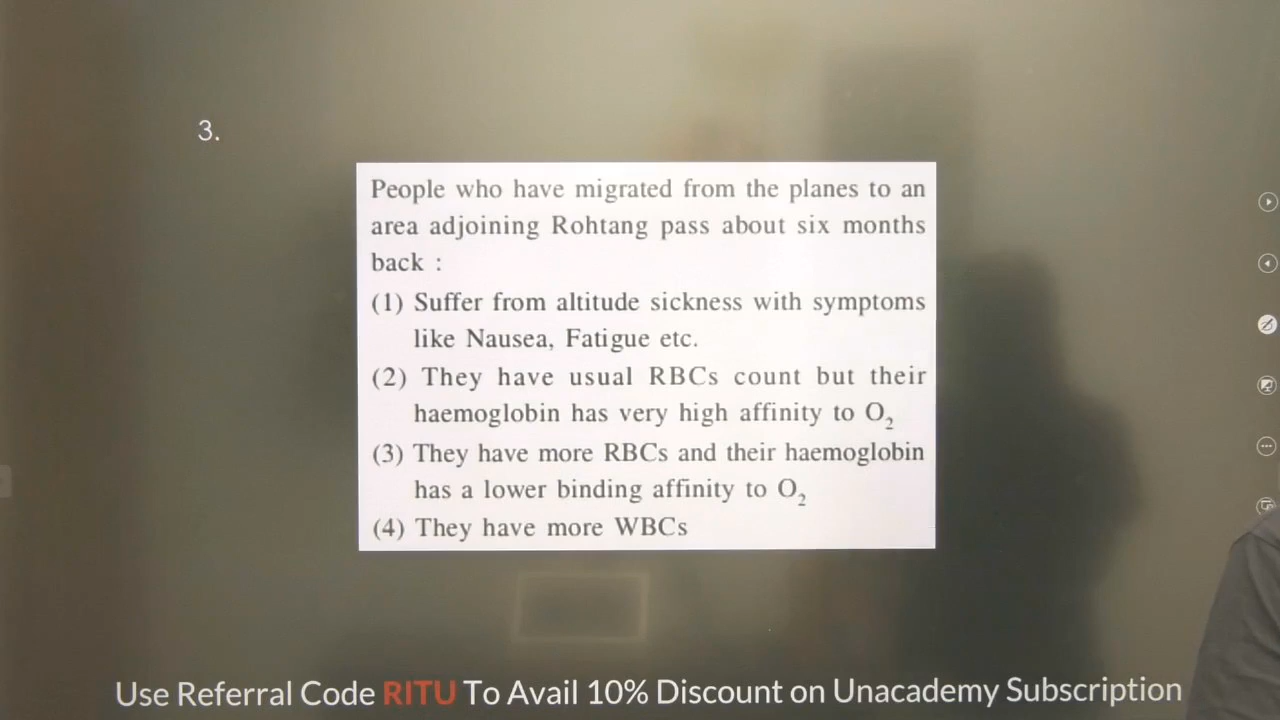 3.
People who have migrated from the planes to an
area adjoining Rohtang pass about six months
back :
(1) Suffer from altitude sickness with symptoms
like Nausea, Fatigue etc.
(2) They have usual RBCs count but their
haemoglobin has very high affinity to O₂
(3) They have more RBCs and their haemoglobin
has a lower binding affinity to O₂
(4) They have more WBCs
Use Referral Code RITU To Avail 10% Discount on Unacademy Subscription